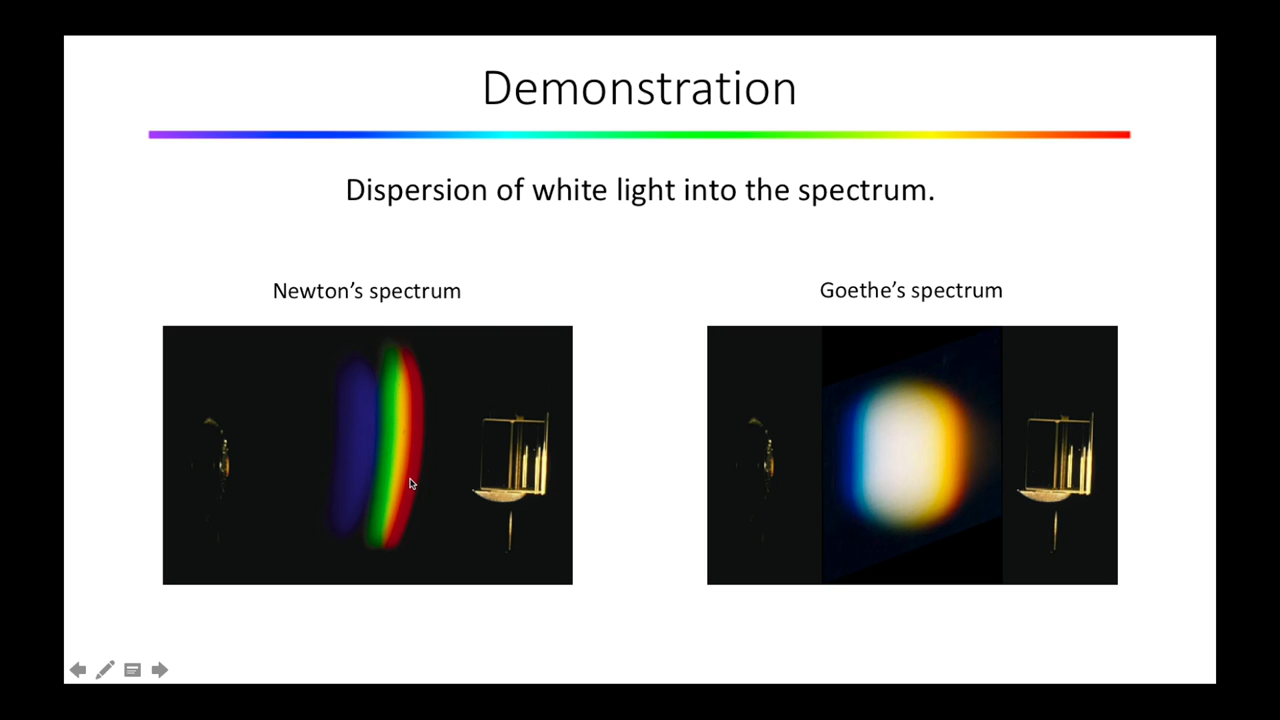 Demonstration
Dispersion of white light into the spectrum.
Newton’s spectrum
Goethe’s spectrum